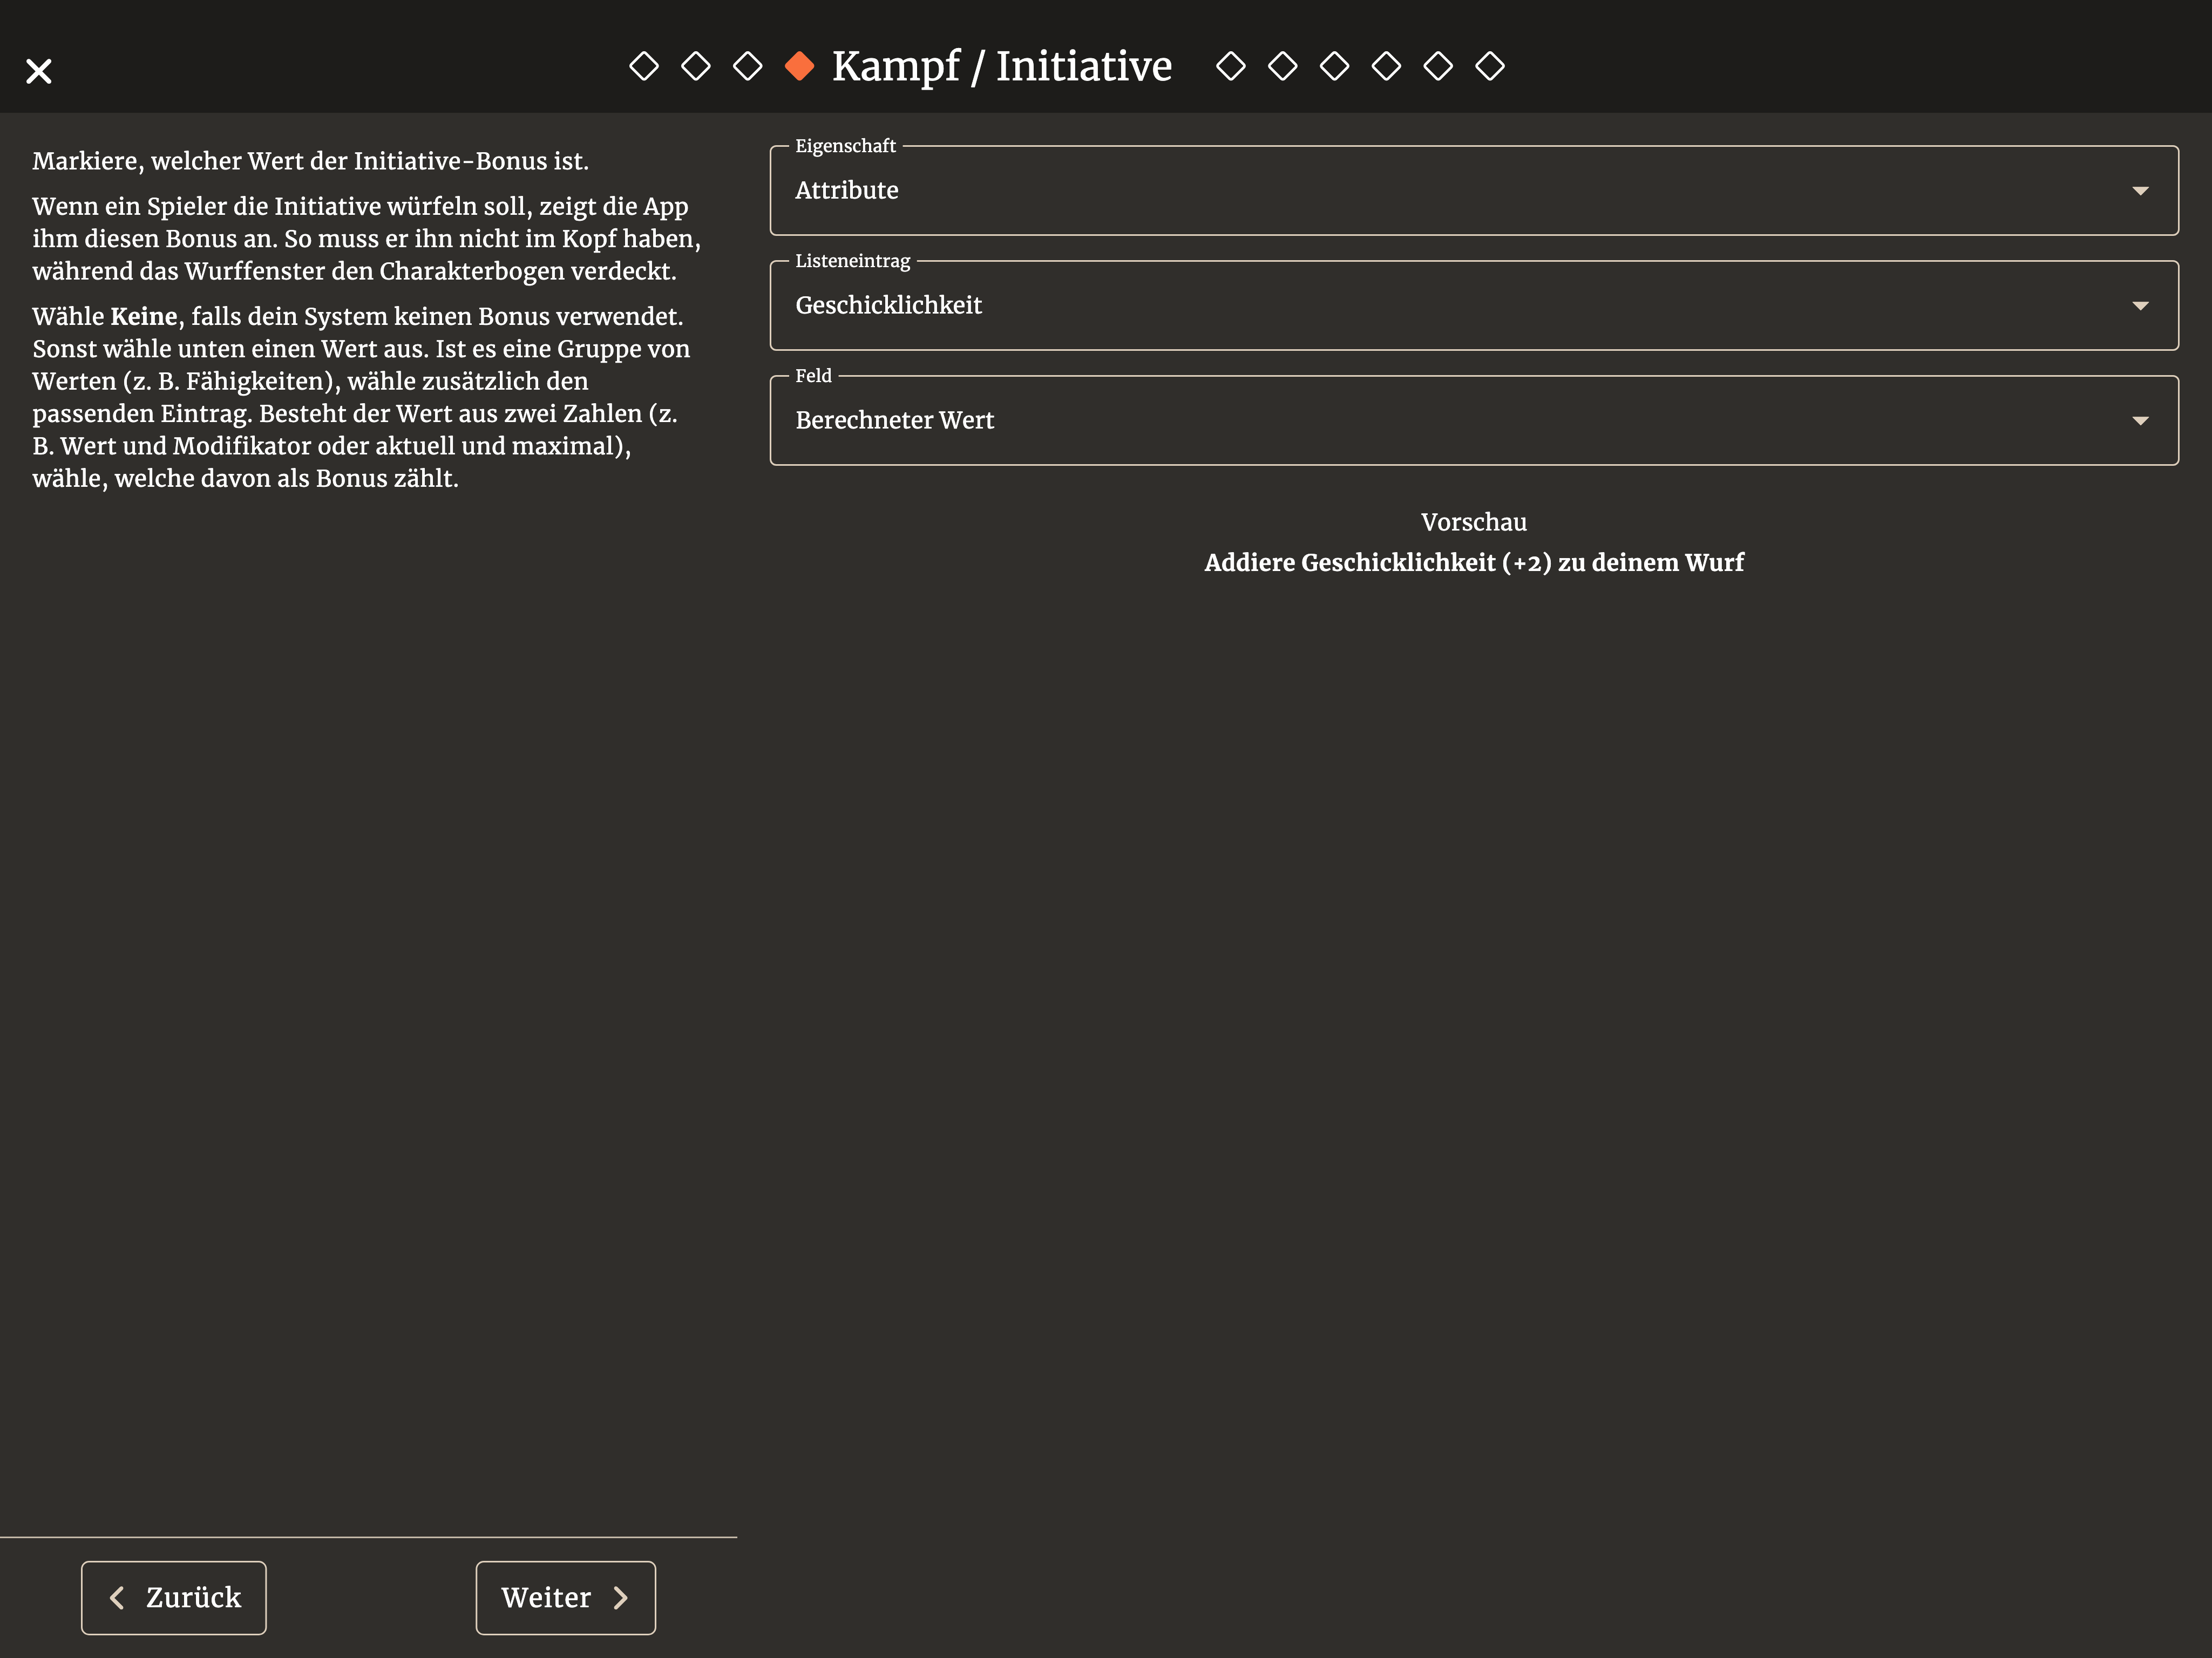 Kampf / Initiative
Markiere, welcher Wert der Initiative-Bonus ist.
Wenn ein Spieler die Initiative würfeln soll, zeigt die App
ihm diesen Bonus an. So muss er ihn nicht im Kopf haben,
während das Wurffenster den Charakterbogen verdeckt.
Wähle Keine, falls dein System keinen Bonus verwendet.
Sonst wähle unten einen Wert aus. Ist es eine Gruppe von
Werten (z. B. Fähigkeiten), wähle zusätzlich den
passenden Eintrag. Besteht der Wert aus zwei Zahlen (z.
B. Wert und Modifikator oder aktuell und maximal),
wähle, welche davon als Bonus zählt.
Eigenschaft
Attribute
Listeneintrag
Geschicklichkeit
Feld
Berechneter Wert
Vorschau
Addiere Geschicklichkeit (+2) zu deinem Wurf
Zurück
Weiter